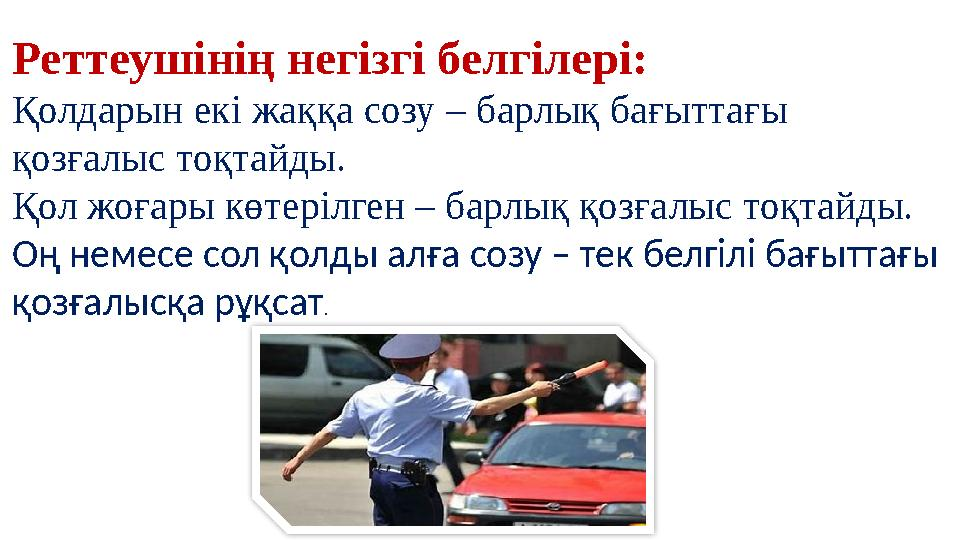 Реттеушінің негізгі белгілері:
Қолдарын екі жаққа созу – барлық бағыттағы
қозғалыс тоқтайды.
Қол жоғары көтерілген – барлық қозғалыс тоқтайды.
Оң немесе сол қолды алға созу – тек белгілі бағыттағы
қозғалысқа рұқсат.